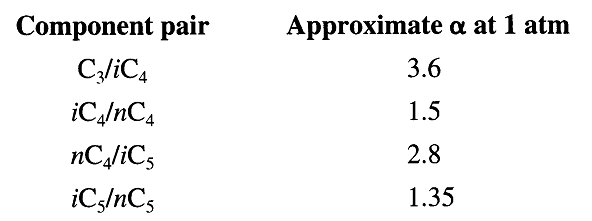 Component pair Approximate α at 1 atm
C₃/iC₄ 3.6
iC₄/nC₄ 1.5
nC₄/iC₅ 2.8
iC₅/nC₅ 1.35